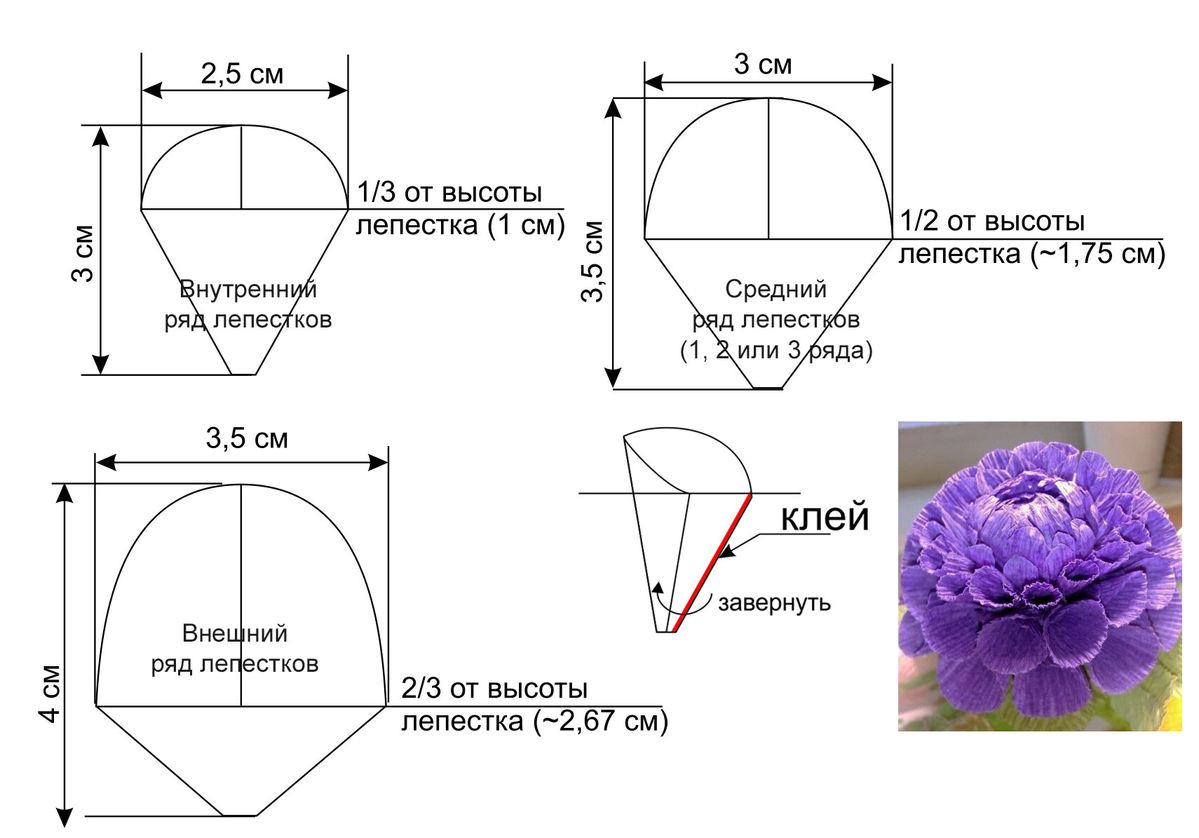 2,5 см
3 см
1/3 от высоты
лепестка (1 см)
Внутренний
ряд лепестков
3 см
3,5 см
1/2 от высоты
лепестка (~1,75 см)
Средний
ряд лепестков
(1, 2 или 3 ряда)
3,5 см
4 см
Внешний
ряд лепестков
2/3 от высоты
лепестка (~2,67 см)
клей
завернуть